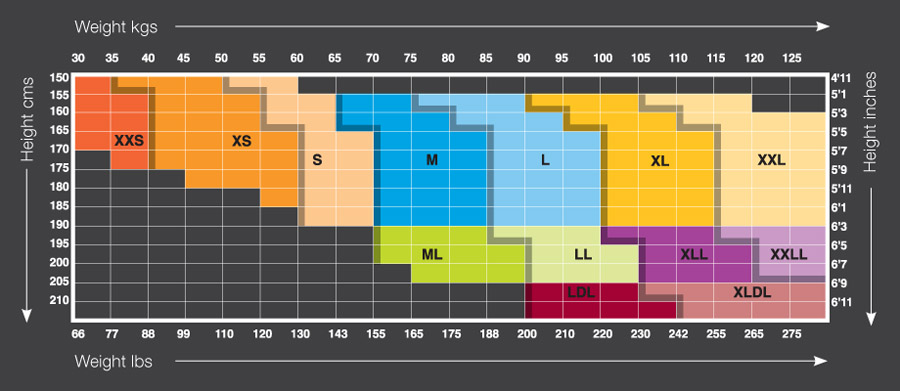 Weight kgs
30 35 40 50 55 60 65 70 75 80 85 90 95 100 105 110 115 120 125
Height cms
Height inches
150 4'11
155 5'1
160 5'3
165 5'5
XXS XS
170 5'7
S M L XL XXL
175 5'9
180 5'11
185 6'1
190 6'3
195 6'5
ML LL XLL XXLL
200 6'7
205 6'9
LDL XLDL
210 6'11
66 77 88 99 110 120 130 143 155 165 175 188 200 210 220 230 242 255 265 275
Weight lbs